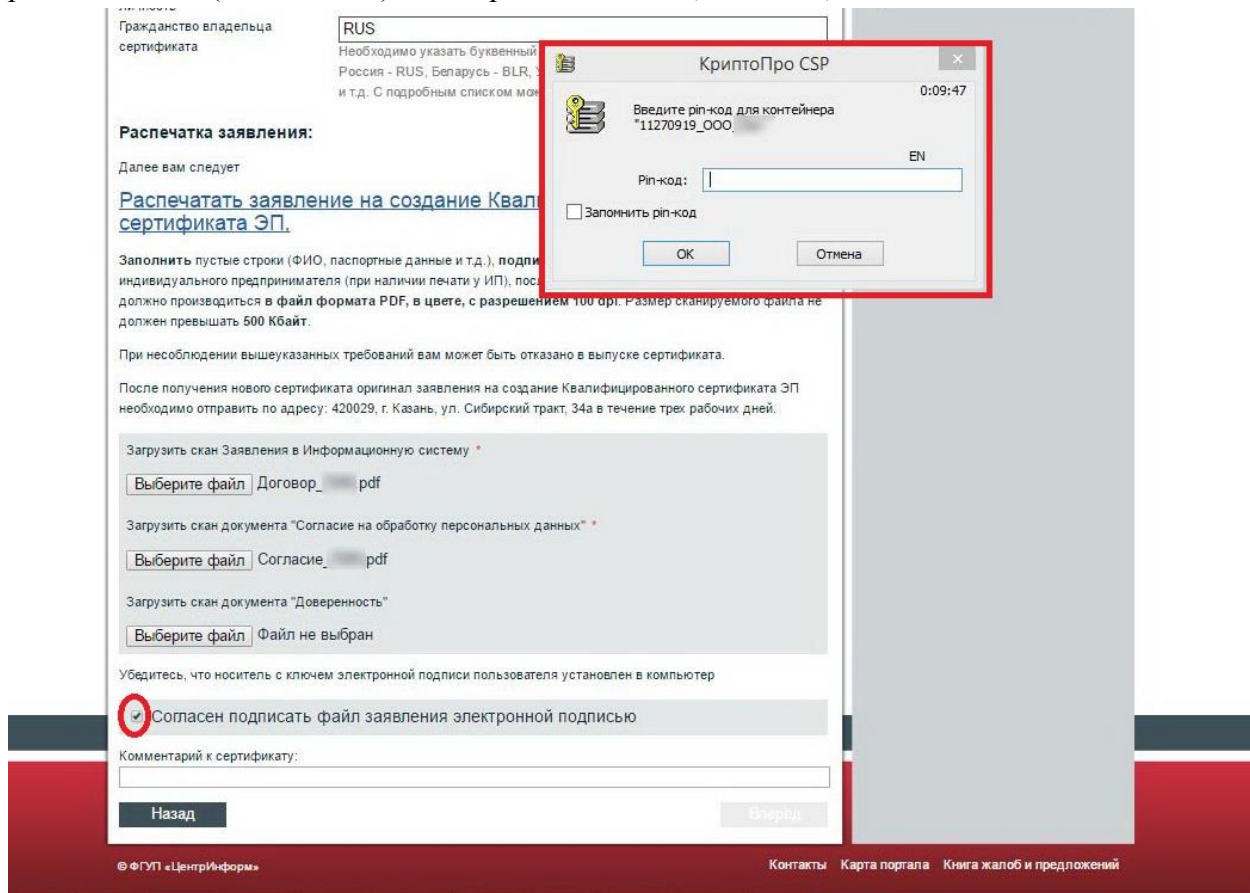 Гражданство владельца
сертификата
RUS
Необходимо указать буквенный
Россия - RUS, Беларусь - BLR,
и т.д. С подробным списком
Распечатка заявления:
Далее вам следует
Распечатать заявление на создание
сертификата ЭП.
Заполнить пустые строки (ФИО, паспортные данные и т.д.),
индивидуального предпринимателя (при наличии печати у ИП),
должно производиться в файл формата PDF, в цвете, с разрешением 100 dpi. Размер сканируемого файла не
должен превышать 500 Кбайт.
При несоблюдении вышеуказанных требований вам может быть отказано в выпуске сертификата.
После получения нового сертификата оригинал заявления на создание Квалифицированного сертификата ЭП
необходимо отправить по адресу: 420029, г. Казань, ул. Сибирский тракт, 34а в течение трех рабочих дней.
Загрузить скан Заявления в Информационную систему *
Выберите файл Договор_ pdf
Загрузить скан документа "Согласие на обработку персональных данных" *
Выберите файл Согласие_ pdf
Загрузить скан документа "Доверенность"
Выберите файл Файл не выбран
Убедитесь, что носитель с ключем электронной подписи пользователя установлен в компьютер
Согласен подписать файл заявления электронной подписью
Комментарий к сертификату:
Назад
Вперед
© ФГУП «ЦентрИнформ»
Контакты Карта портала Книга жалоб и предложений
КриптоПро CSP
0:09:47
Введите pin-код для контейнера
"11270919_ООО_
EN
Pin-код:
Запомнить pin-код
ОК Отмена